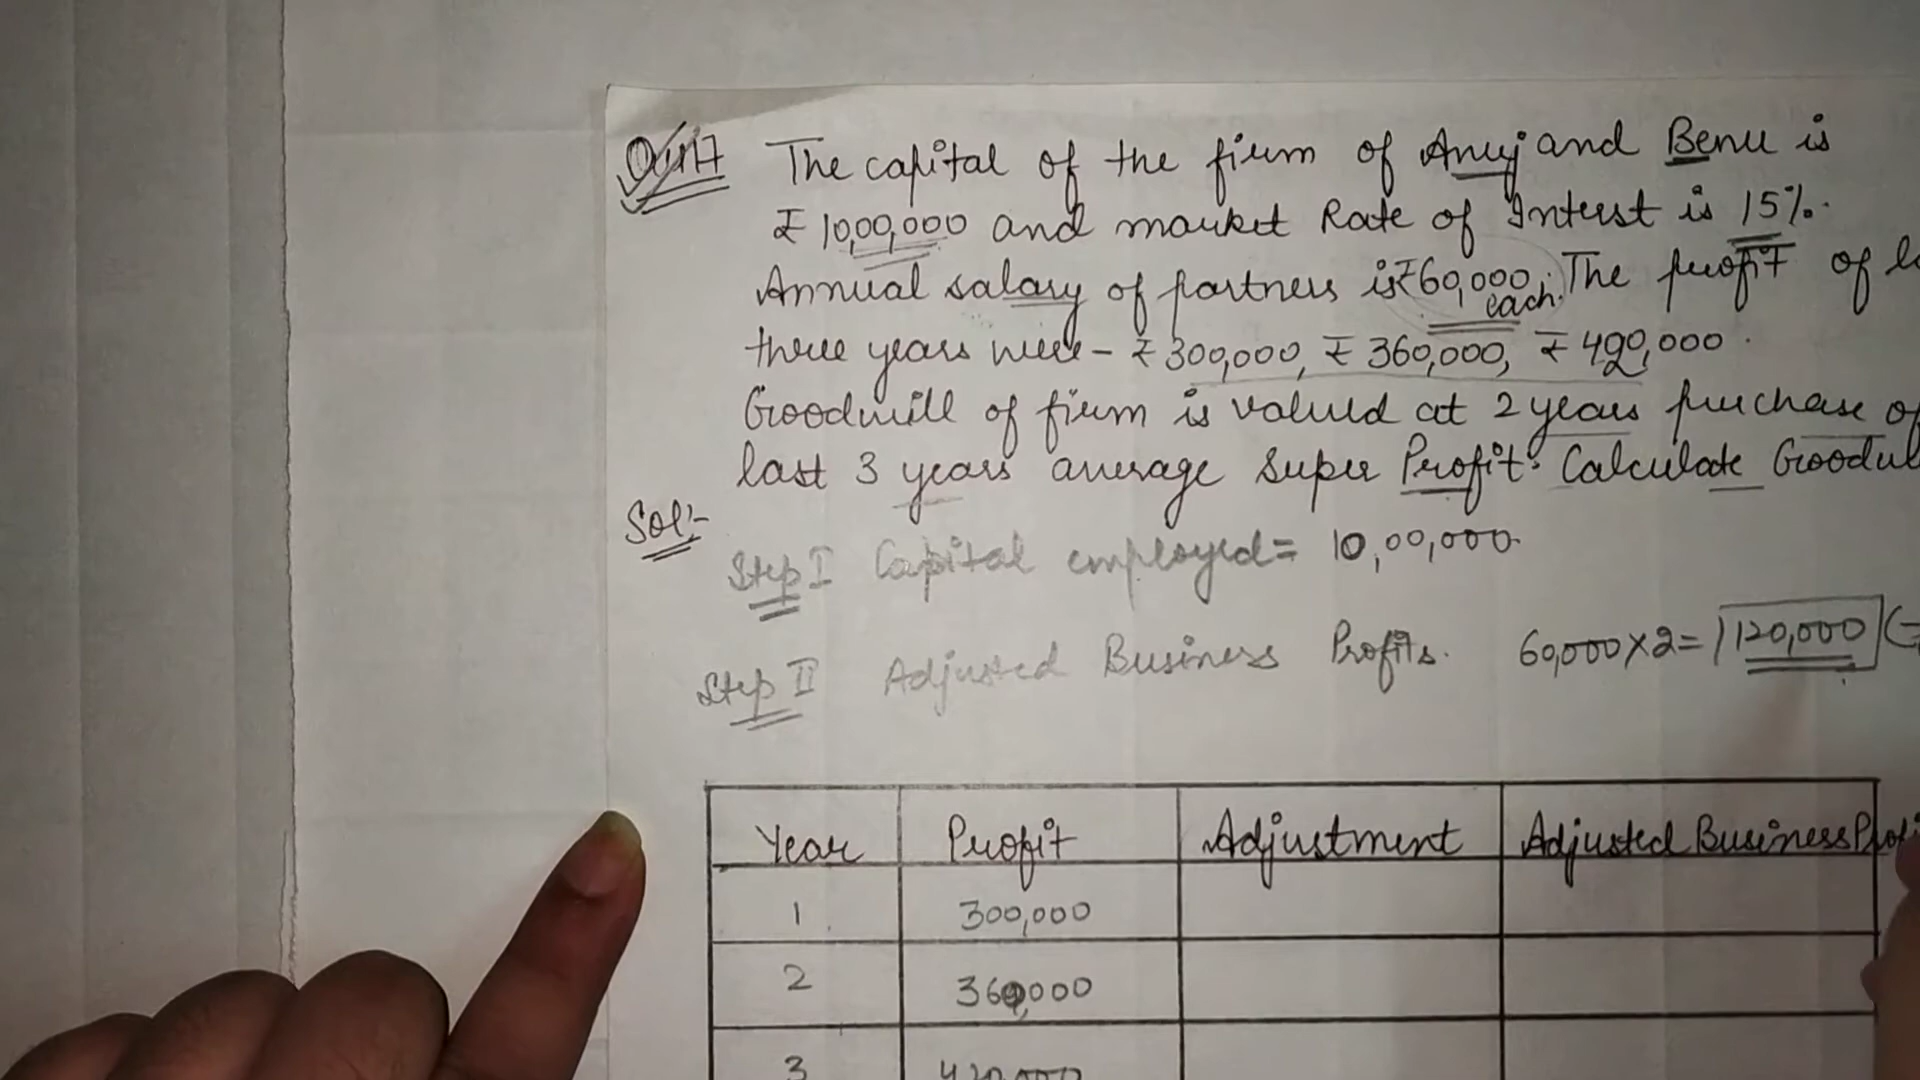 Qu.17 The capital of the firm of Anuj and Benu is
₹ 10,00,000 and market Rate of Interest is 15%.
Annual salary of partners is ₹60,000 each. The profit of
three years were - ₹ 300,000, ₹ 360,000, ₹ 420,000.
Goodwill of firm is valued at 2 years purchase of
last 3 years average Super Profit. Calculate
Sol:-
Step I Capital employed = 10,00,000.
Step II Adjusted Business Profits. 60,000 × 2 = 120,000
Year Profit Adjustment Adjusted Business
1 300,000
2 360,000
3 420,000